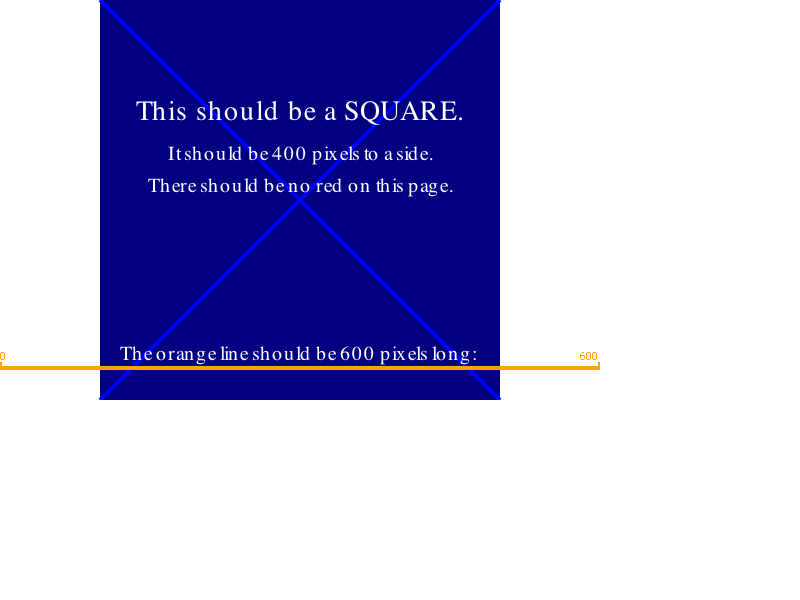 This should be a SQUARE.
It should be 400 pixels to a side.
There should be no red on this page.
The orange line should be 600 pixels long:
0 600